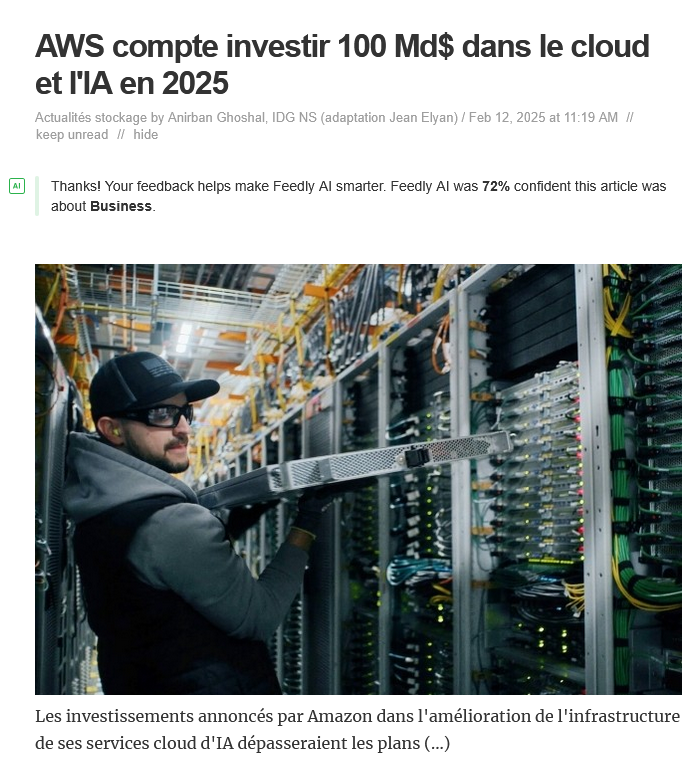 AWS compte investir 100 Md$ dans le cloud
et l'IA en 2025
Actualités stockage by Anirban Ghoshal, IDG NS (adaptation Jean Elyan) / Feb 12, 2025 at 11:19 AM //
keep unread // hide
AI
Thanks! Your feedback helps make Feedly AI smarter. Feedly AI was 72% confident this article was
about Business.
Les investissements annoncés par Amazon dans l'amélioration de l'infrastructure
de ses services cloud d'IA dépasseraient les plans (...)